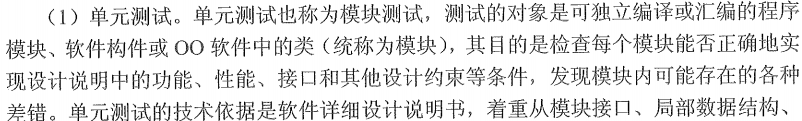 （1）单元测试。单元测试也称为模块测试，测试的对象是可独立编译或汇编的程序
模块、软件构件或 OO 软件中的类（统称为模块），其目的是检查每个模块能否正确地实
现设计说明中的功能、性能、接口和其他设计约束等条件，发现模块内可能存在的各种
差错。单元测试的技术依据是软件详细设计说明书，着重从模块接口、局部数据结构、